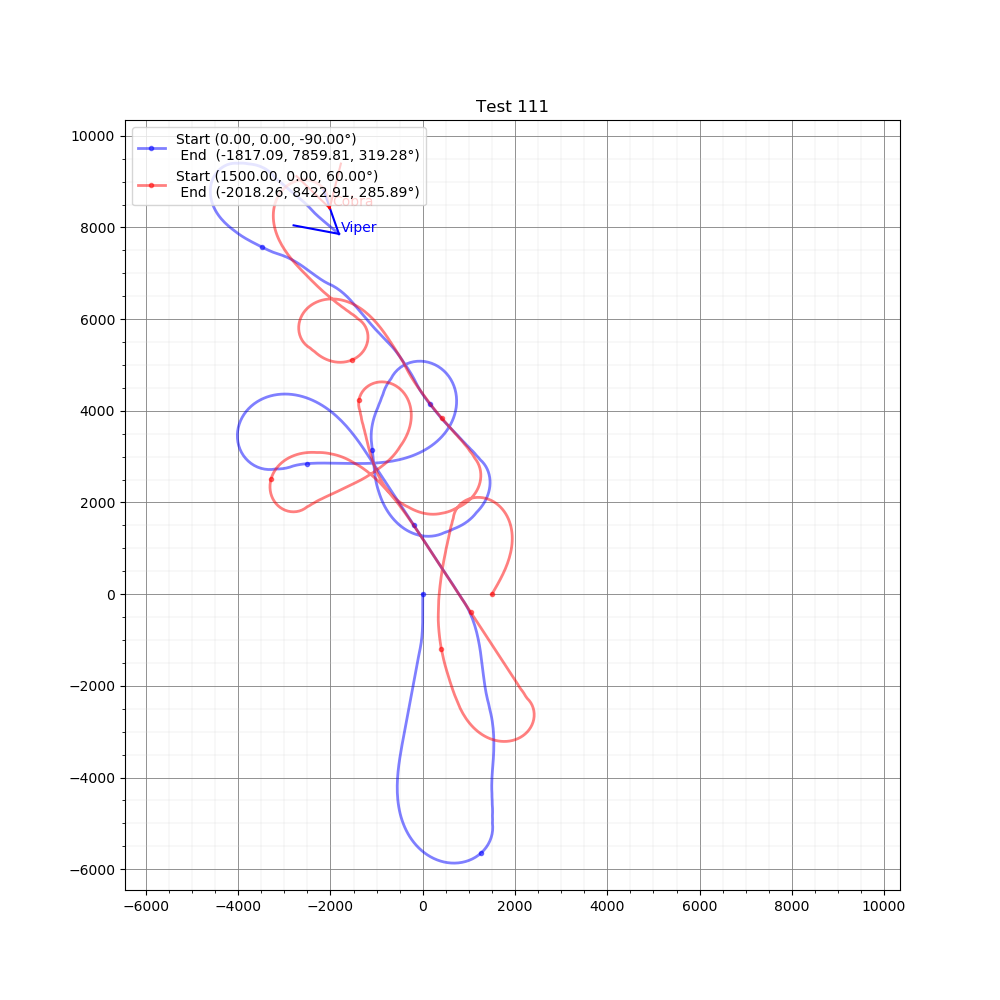 Test 111
Start (0.00, 0.00, -90.00°)
End (-1817.09, 7859.81, 319.28°)
Start (1500.00, 0.00, 60.00°)
End (-2018.26, 8422.91, 285.89°)
Cobra
Viper
10000
8000
6000
4000
2000
0
−2000
−4000
−6000
−6000 −4000 −2000 0 2000 4000 6000 8000 10000